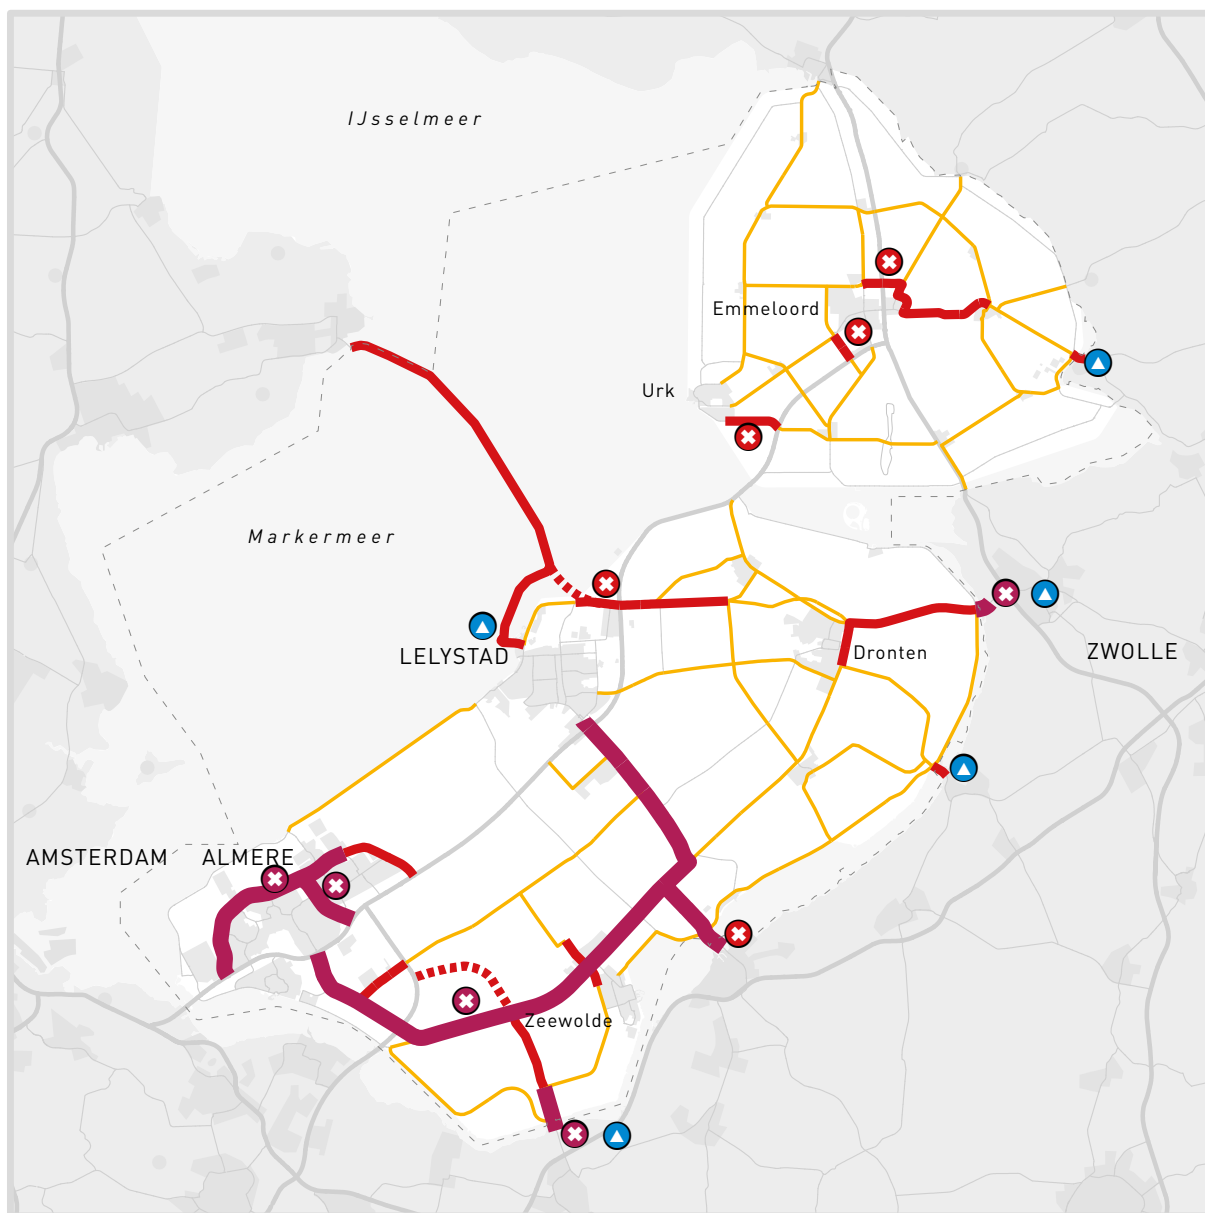 IJsselmeer
Emmeloord
Urk
Markermeer
LELYSTAD
Dronten
ZWOLLE
AMSTERDAM
ALMERE
Zeewolde